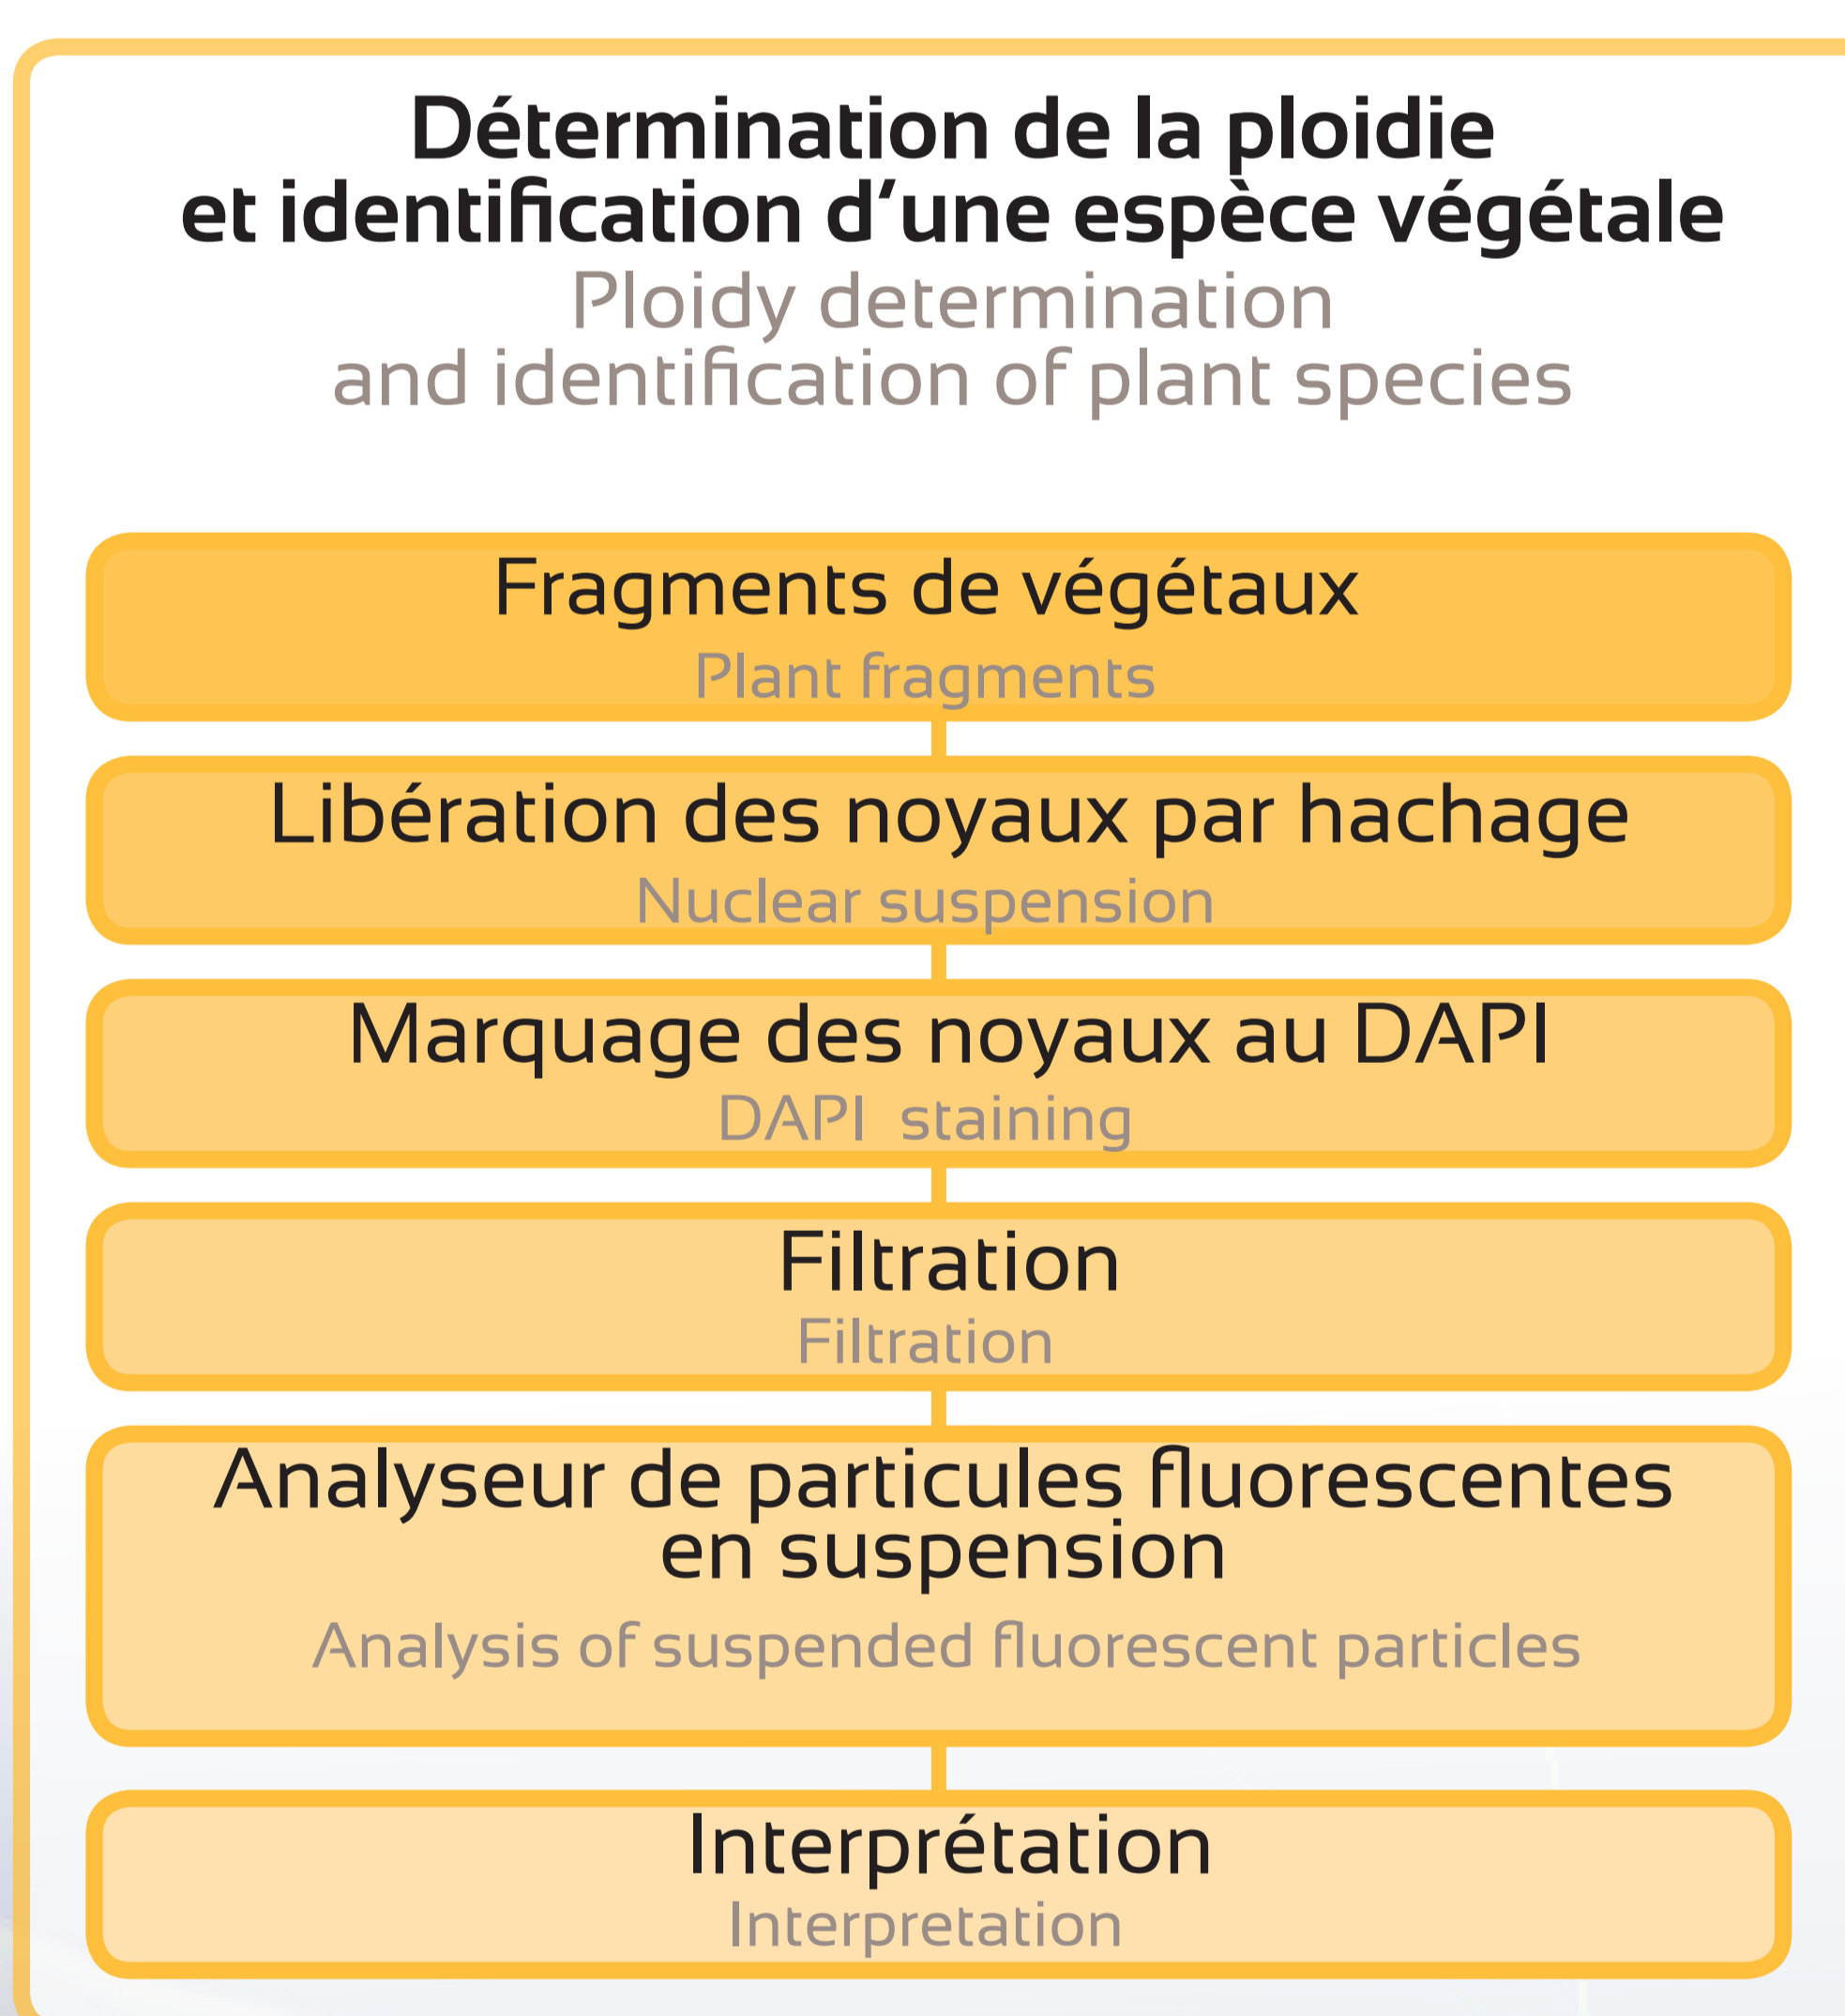 Détermination de la ploidie
et identification d’une espèce végétale
Ploidy determination
and identification of plant species
Fragments de végétaux
Plant fragments
Libération des noyaux par hachage
Nuclear suspension
Marquage des noyaux au DAPI
DAPI staining
Filtration
Filtration
Analyseur de particules fluorescentes
en suspension
Analysis of suspended fluorescent particles
Interprétation
Interpretation